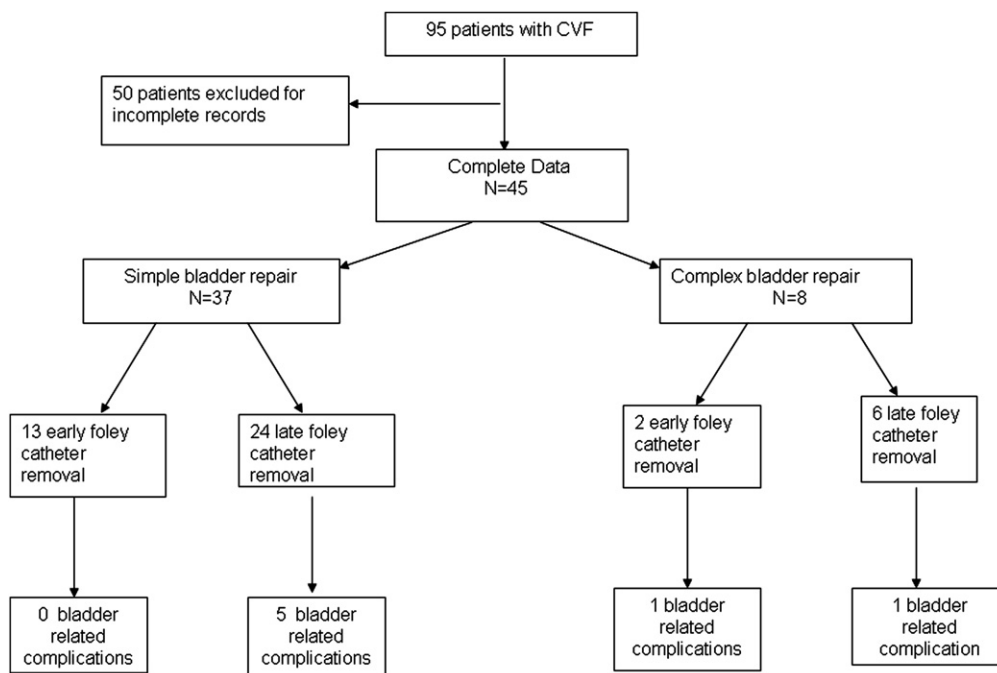 95 patients with CVF
50 patients excluded for
incomplete records
Complete Data
N=45
Simple bladder repair
N=37
Complex bladder repair
N=8
13 early foley
catheter
removal
24 late foley
catheter
removal
2 early foley
catheter
removal
6 late foley
catheter
removal
0 bladder
related
complications
5 bladder
related
complications
1 bladder
related
complications
1 bladder
related
complication